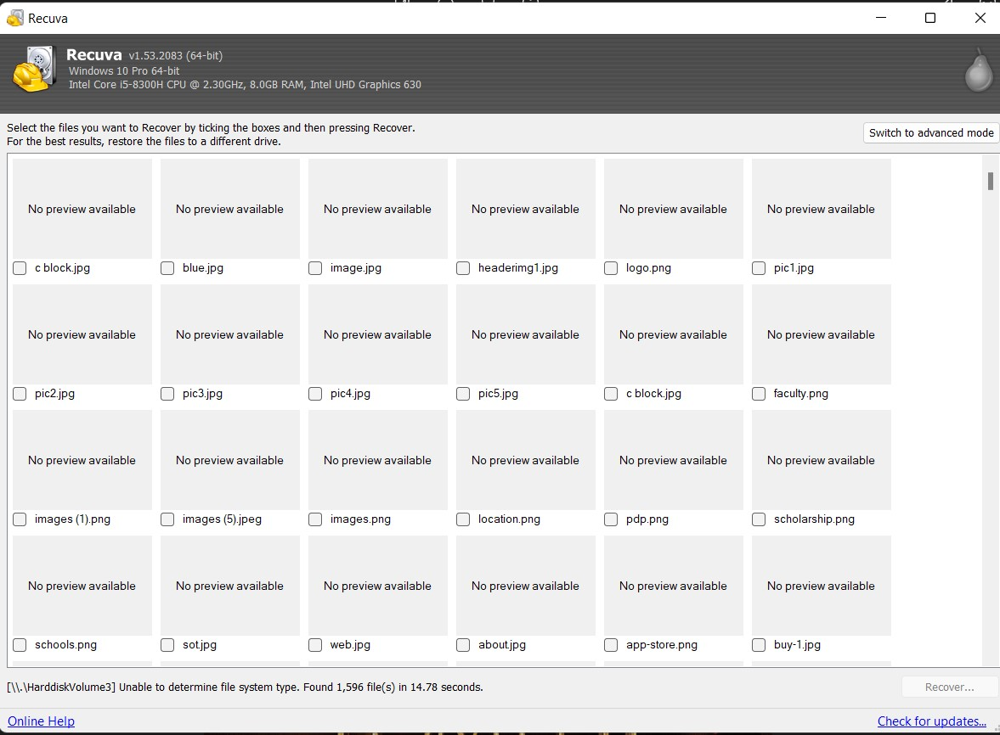 Recuva
Recuva v1.53.2083 (64-bit)
Windows 10 Pro 64-bit
Intel Core i5-8300H CPU @ 2.30GHz, 8.0GB RAM, Intel UHD Graphics 630
Select the files you want to Recover by ticking the boxes and then pressing Recover.
For the best results, restore the files to a different drive.
Switch to advanced mode
No preview available No preview available No preview available No preview available No preview available No preview available
c block.jpg blue.jpg image.jpg headerimg1.jpg logo.png pic1.jpg
No preview available No preview available No preview available No preview available No preview available No preview available
pic2.jpg pic3.jpg pic4.jpg pic5.jpg c block.jpg faculty.png
No preview available No preview available No preview available No preview available No preview available No preview available
images (1).png images (5).jpeg images.png location.png pdp.png scholarship.png
No preview available No preview available No preview available No preview available No preview available No preview available
schools.png sot.jpg web.jpg about.jpg app-store.png buy-1.jpg
[\\.\HarddiskVolume3] Unable to determine file system type. Found 1,596 file(s) in 14.78 seconds.
Recover...
Online Help
Check for updates...